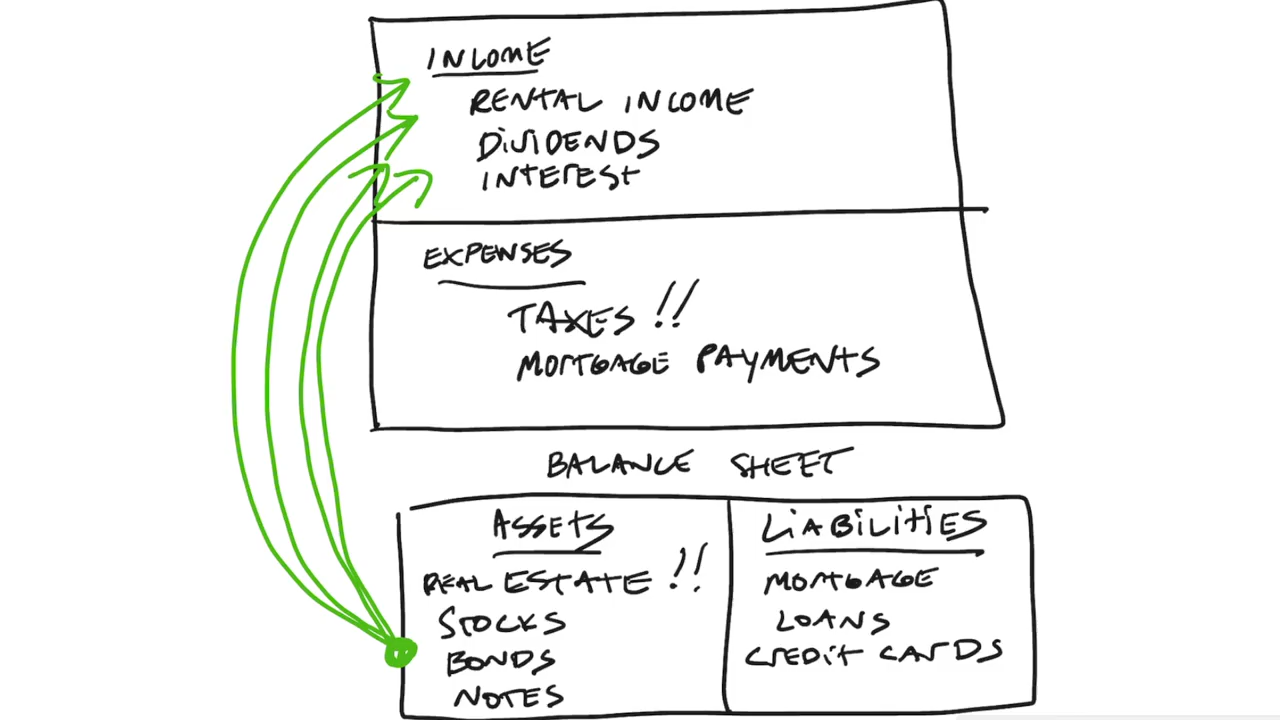 INCOME
RENTAL INCOME
DIVIDENDS
INTEREST
EXPENSES
TAXES !!
MORTGAGE PAYMENTS
BALANCE SHEET
ASSETS
REAL ESTATE !!
STOCKS
BONDS
NOTES
LIABILITIES
MORTGAGE
LOANS
CREDIT CARDS